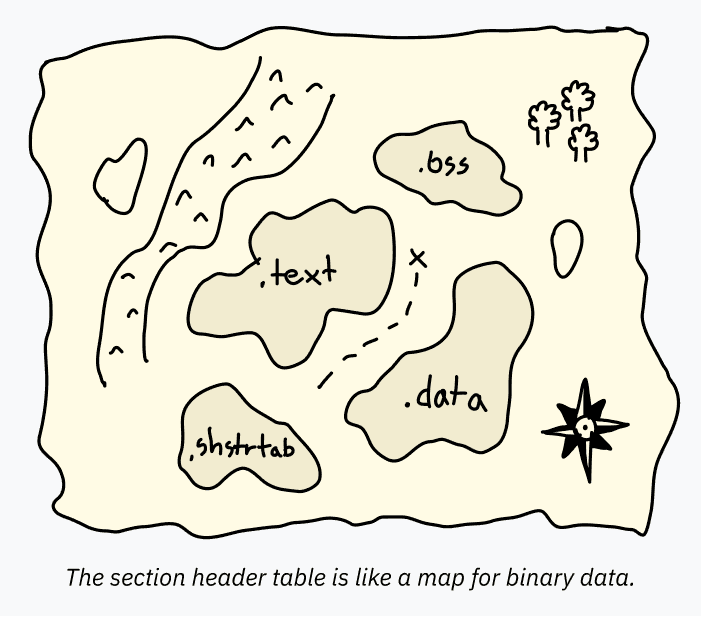 .bss
.text
.data
.shstrtab
The section header table is like a map for binary data.